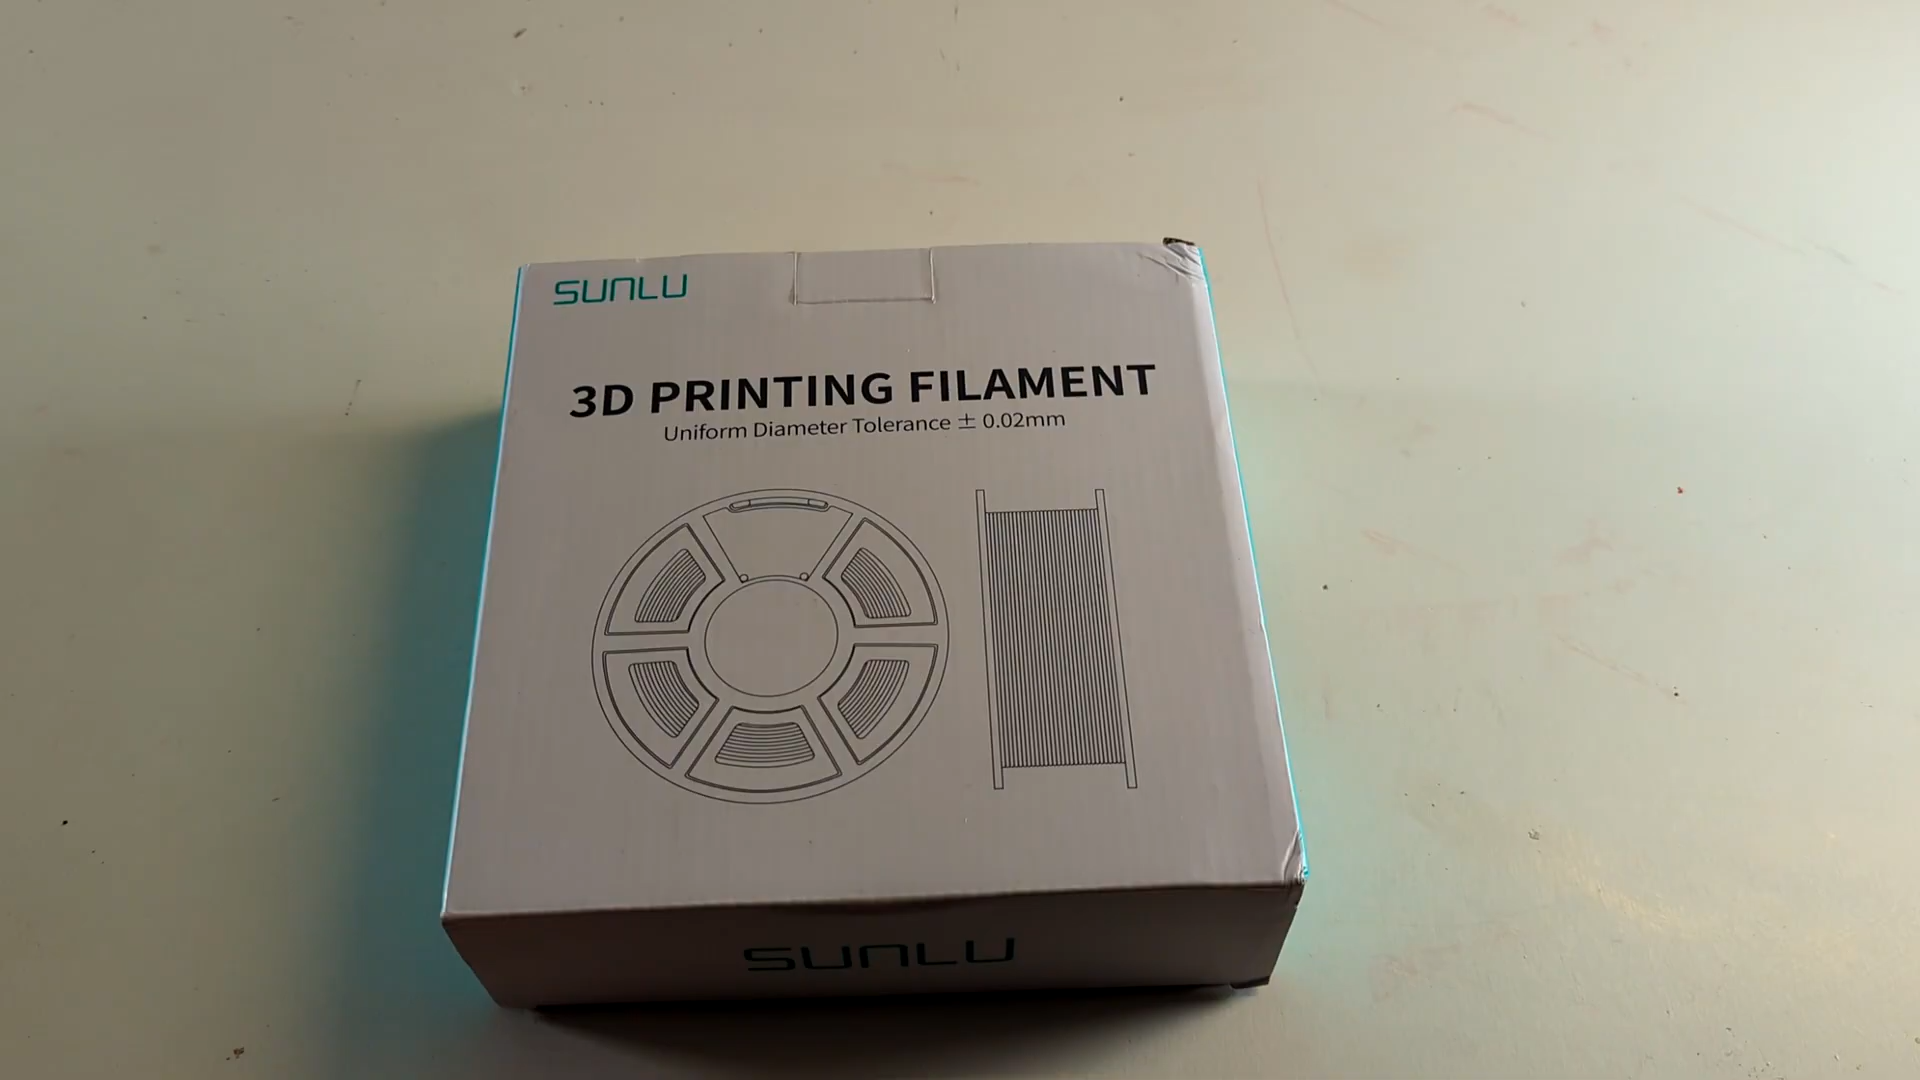 SUNLU
3D PRINTING FILAMENT
Uniform Diameter Tolerance ± 0.02mm
SUNLU